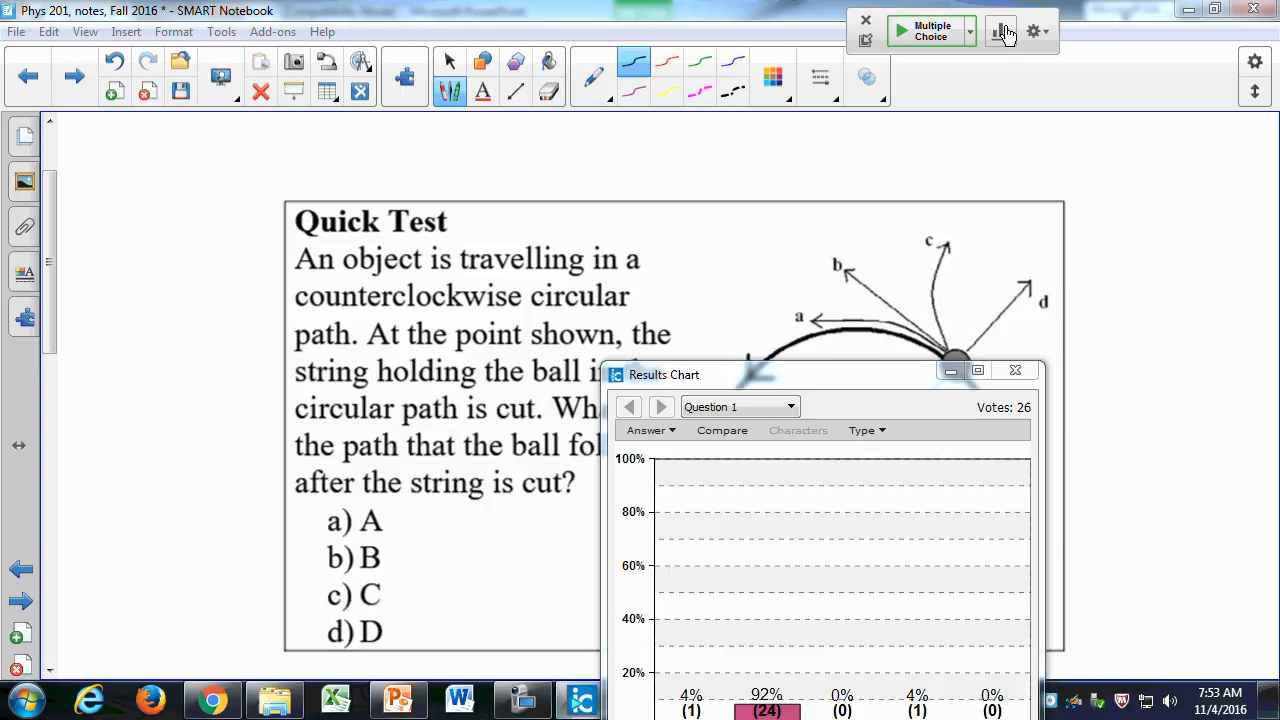 Phys 201, notes, Fall 2016 * - SMART Notebook
File Edit View Insert Format Tools Add-ons Help
Multiple
Choice
Quick Test
An object is travelling in a
counterclockwise circular
path. At the point shown, the
string holding the ball in
circular path is cut. Wh
the path that the ball fol
after the string is cut?
a) A
b) B
c) C
d) D
c
b
d
a
Results Chart
Question 1
Votes: 26
Answer Compare Characters Type
100%
80%
60%
40%
20%
4% 92% 0% 4% 0%
(1) (24) (0) (1) (0)
7:53 AM
11/4/2016